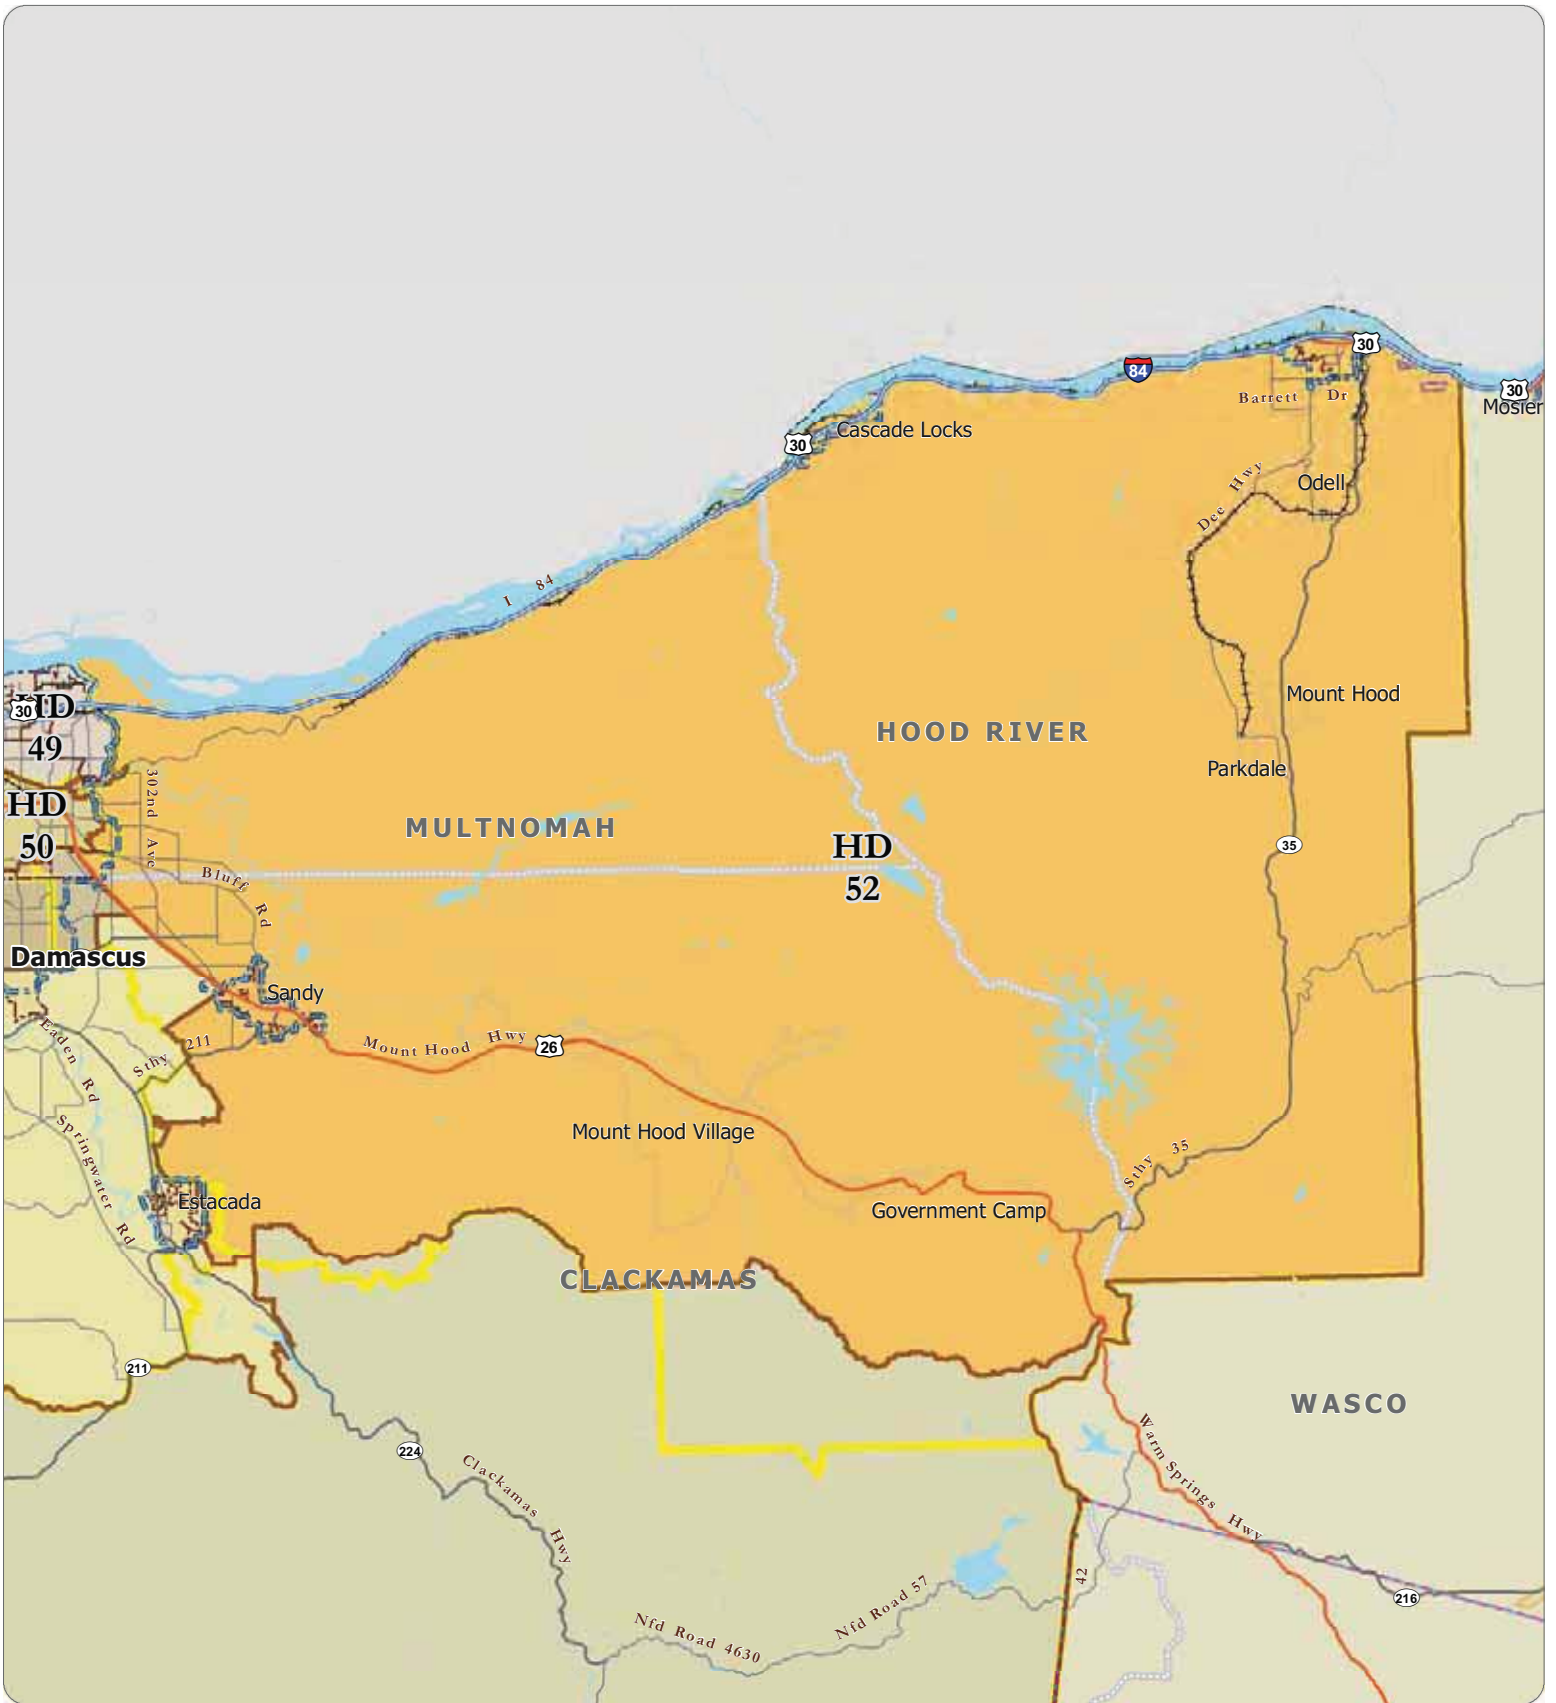 30
84
Barrett Dr
30
Mosier
30
Cascade Locks
Dee Hwy
Odell
I 84
HD
49
30
Mount Hood
HOOD RIVER
302nd Ave
Parkdale
HD
50
MULTNOMAH
HD
52
35
Bluff Rd
Damascus
Sandy
Eaden Rd
Sthy 211
Mount Hood Hwy
26
Mount Hood Village
Springwater Rd
Sthy 35
Estacada
Government Camp
CLACKAMAS
211
WASCO
224
Clackamas Hwy
Warm Springs Hwy
42
216
Nfd Road 57
Nfd Road 4630